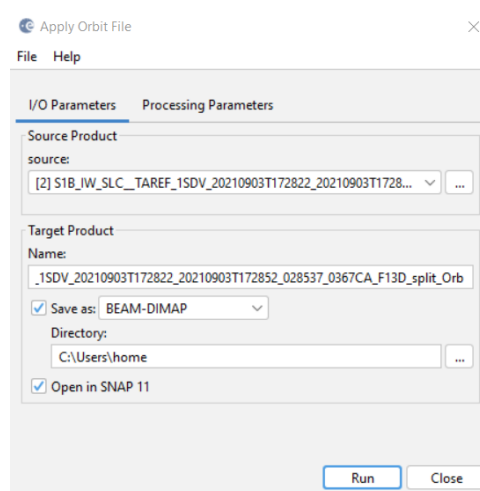 Apply Orbit File
File Help
I/O Parameters Processing Parameters
Source Product
source:
[2] S1B_IW_SLC__TAREF_1SDV_20210903T172822_20210903T1728... ...
Target Product
Name:
_1SDV_20210903T172822_20210903T172852_028537_0367CA_F13D_split_Orb
Save as: BEAM-DIMAP
Directory:
C:\Users\home ...
Open in SNAP 11
Run Close